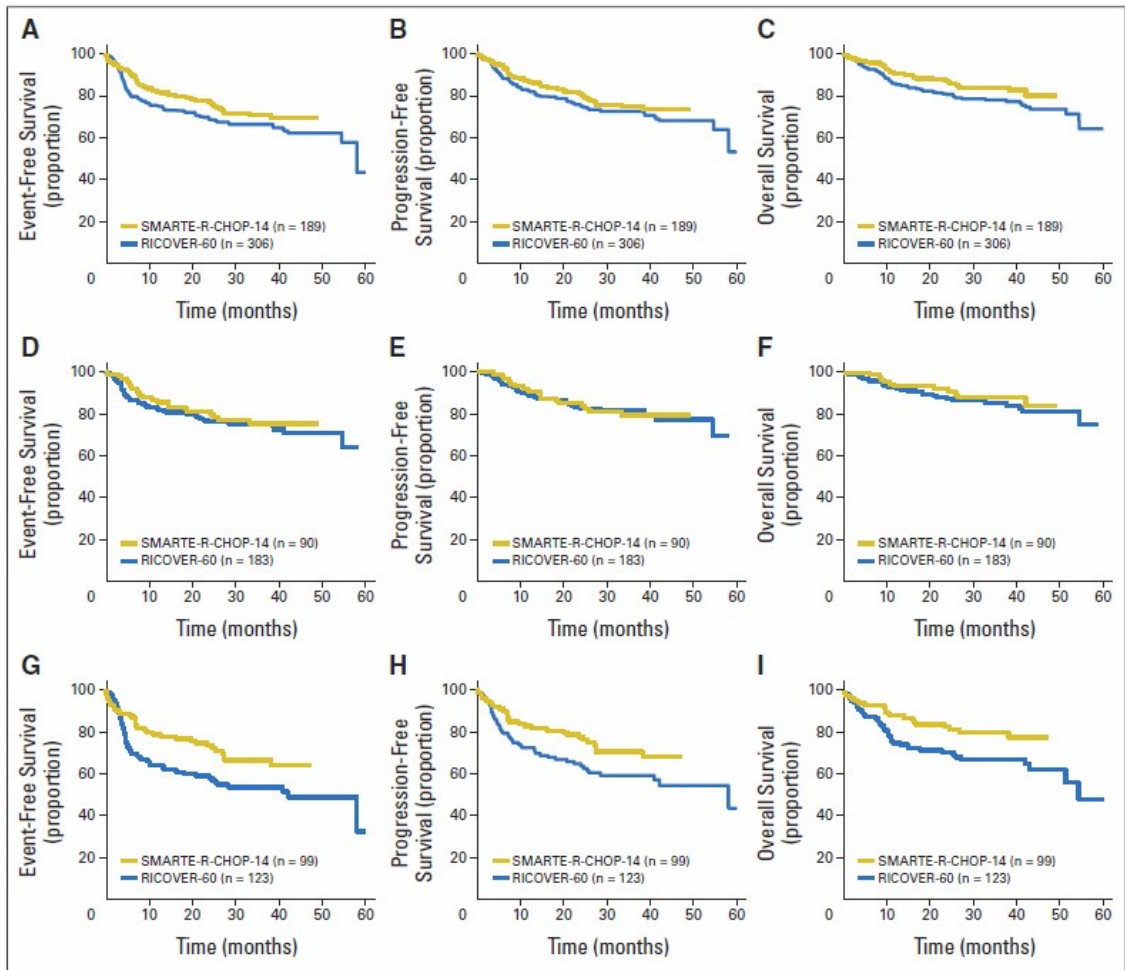 A
Event-Free Survival
(proportion)
100
80
60
40
20
0
10 20 30 40 50 60
SMARTE-R-CHOP-14 (n = 189)
RICOVER-60 (n = 306)
Time (months)
B
Progression-Free
Survival (proportion)
100
80
60
40
20
0
10 20 30 40 50 60
SMARTE-R-CHOP-14 (n = 189)
RICOVER-60 (n = 306)
Time (months)
C
Overall Survival
(proportion)
100
80
60
40
20
0
10 20 30 40 50 60
SMARTE-R-CHOP-14 (n = 189)
RICOVER-60 (n = 306)
Time (months)
D
Event-Free Survival
(proportion)
100
80
60
40
20
0
10 20 30 40 50 60
SMARTE-R-CHOP-14 (n = 90)
RICOVER-60 (n = 183)
Time (months)
E
Progression-Free
Survival (proportion)
100
80
60
40
20
0
10 20 30 40 50 60
SMARTE-R-CHOP-14 (n = 90)
RICOVER-60 (n = 183)
Time (months)
F
Overall Survival
(proportion)
100
80
60
40
20
0
10 20 30 40 50 60
SMARTE-R-CHOP-14 (n = 90)
RICOVER-60 (n = 183)
Time (months)
G
Event-Free Survival
(proportion)
100
80
60
40
20
0
10 20 30 40 50 60
SMARTE-R-CHOP-14 (n = 99)
RICOVER-60 (n = 123)
Time (months)
H
Progression-Free
Survival (proportion)
100
80
60
40
20
0
10 20 30 40 50 60
SMARTE-R-CHOP-14 (n = 99)
RICOVER-60 (n = 123)
Time (months)
I
Overall Survival
(proportion)
100
80
60
40
20
0
10 20 30 40 50 60
SMARTE-R-CHOP-14 (n = 99)
RICOVER-60 (n = 123)
Time (months)